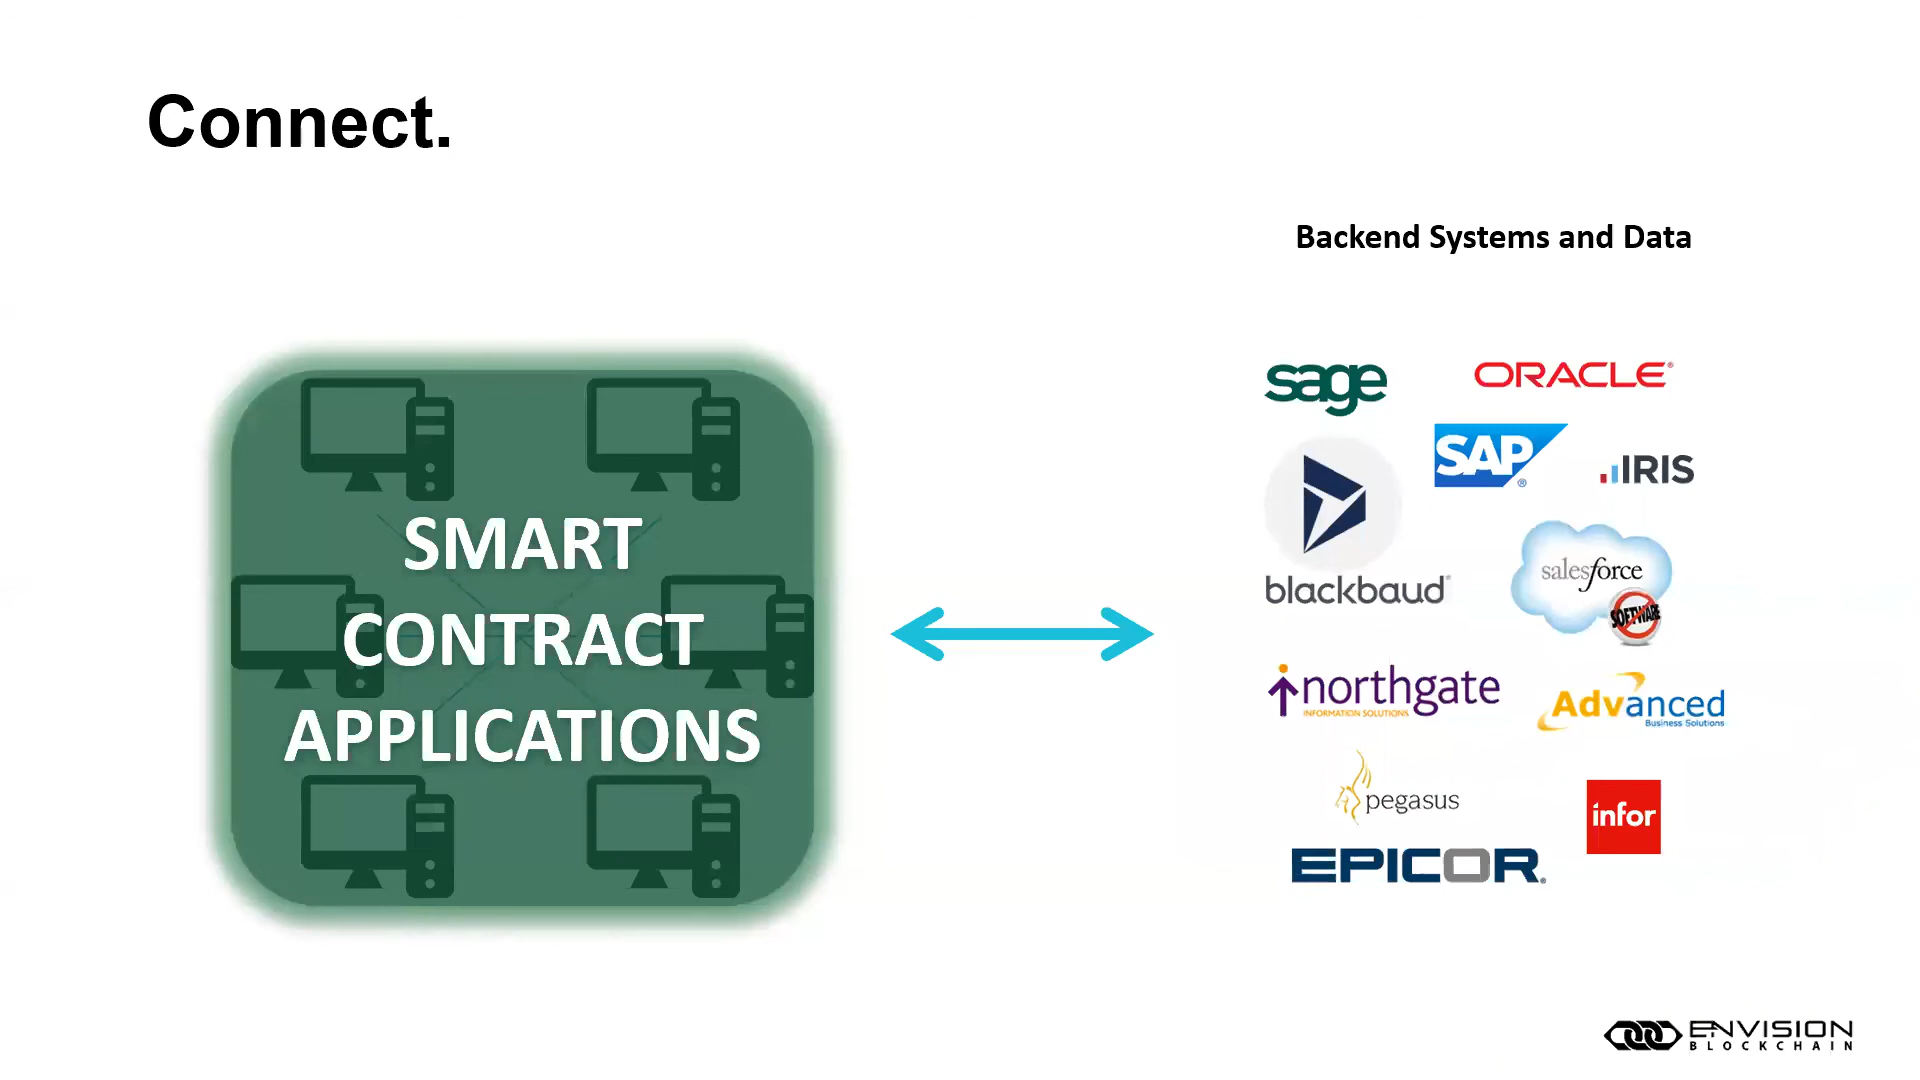 Connect.
Backend Systems and Data
SMART
CONTRACT
APPLICATIONS
sage
ORACLE®
SAP®
IRIS
blackbaud®
salesforce
SOFTWARE
northgate
INFORMATION SOLUTIONS
Advanced
Business Solutions
pegasus
infor
EPICOR®
ENVISION
BLOCKCHAIN